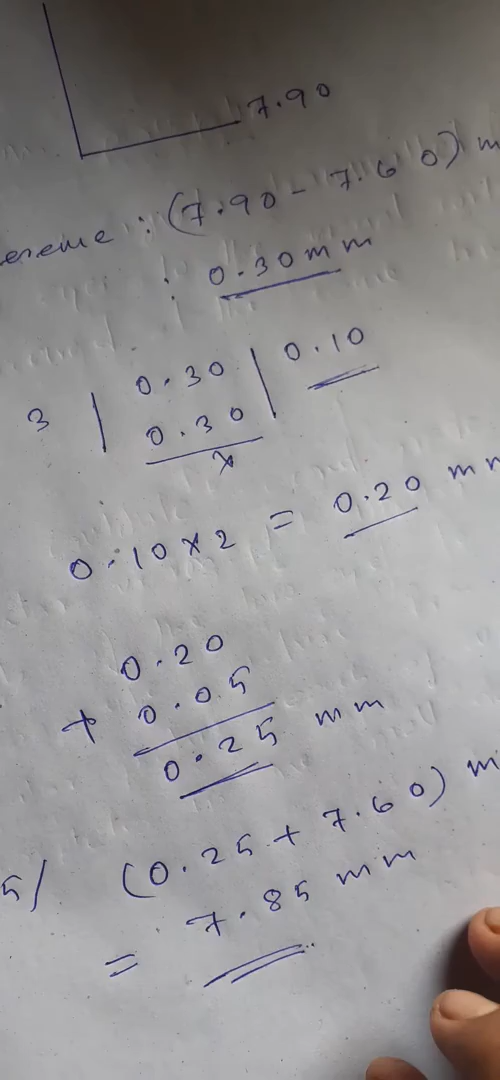 7.90
: (7.90 - 7.60) m
: 0.30 mm
3 | 0.30 | 0.10
0.30
x
0.10 x 2 = 0.20 mm
0.20
+ 0.05
0.25 mm
5/ (0.25 + 7.60) m
= 7.85 mm